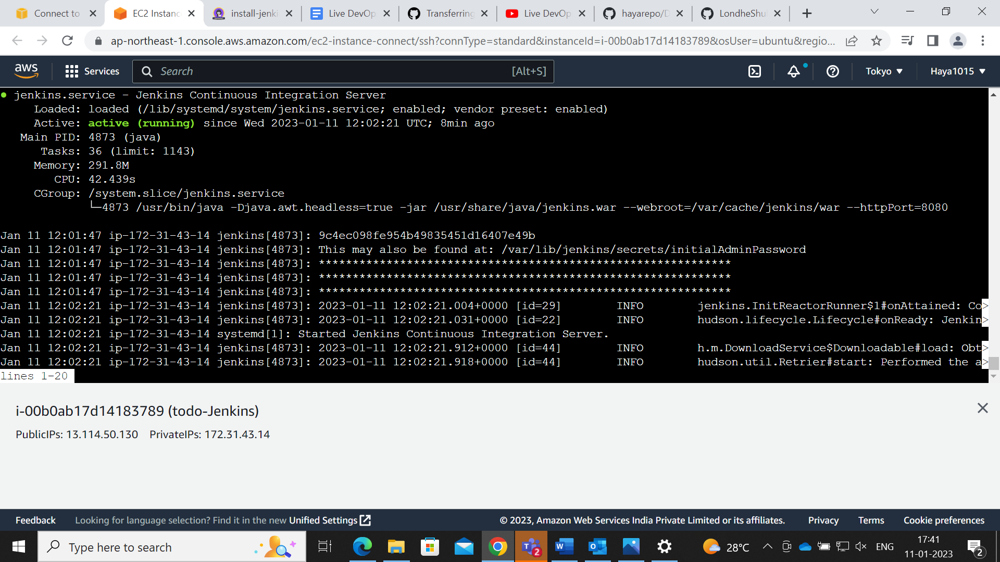 Connect to
EC2 Instanc
install-jenki
Live DevOp
Transferring
Live DevOp
hayarepo/D
LondheShu
ap-northeast-1.console.aws.amazon.com/ec2-instance-connect/ssh?connType=standard&instanceId=i-00b0ab17d14183789&osUser=ubuntu&regio...
aws
Services
Search
[Alt+S]
Tokyo
Haya1015
jenkins.service - Jenkins Continuous Integration Server
Loaded: loaded (/lib/systemd/system/jenkins.service; enabled; vendor preset: enabled)
Active: active (running) since Wed 2023-01-11 12:02:21 UTC; 8min ago
Main PID: 4873 (java)
Tasks: 36 (limit: 1143)
Memory: 291.8M
CPU: 42.439s
CGroup: /system.slice/jenkins.service
└─4873 /usr/bin/java -Djava.awt.headless=true -jar /usr/share/java/jenkins.war --webroot=/var/cache/jenkins/war --httpPort=8080
Jan 11 12:01:47 ip-172-31-43-14 jenkins[4873]: 9c4ec098fe954b49835451d16407e49b
Jan 11 12:01:47 ip-172-31-43-14 jenkins[4873]: This may also be found at: /var/lib/jenkins/secrets/initialAdminPassword
Jan 11 12:01:47 ip-172-31-43-14 jenkins[4873]: *************************************************************
Jan 11 12:01:47 ip-172-31-43-14 jenkins[4873]: *************************************************************
Jan 11 12:01:47 ip-172-31-43-14 jenkins[4873]: *************************************************************
Jan 11 12:02:21 ip-172-31-43-14 jenkins[4873]: 2023-01-11 12:02:21.004+0000 [id=29] INFO jenkins.InitReactorRunner$1#onAttained: Co>
Jan 11 12:02:21 ip-172-31-43-14 jenkins[4873]: 2023-01-11 12:02:21.031+0000 [id=22] INFO hudson.lifecycle.Lifecycle#onReady: Jenkin>
Jan 11 12:02:21 ip-172-31-43-14 systemd[1]: Started Jenkins Continuous Integration Server.
Jan 11 12:02:21 ip-172-31-43-14 jenkins[4873]: 2023-01-11 12:02:21.912+0000 [id=44] INFO h.m.DownloadService$Downloadable#load: Obt>
Jan 11 12:02:21 ip-172-31-43-14 jenkins[4873]: 2023-01-11 12:02:21.918+0000 [id=44] INFO hudson.util.Retrier#start: Performed the a>
lines 1-20
i-00b0ab17d14183789 (todo-Jenkins)
PublicIPs: 13.114.50.130 PrivateIPs: 172.31.43.14
Feedback
Looking for language selection? Find it in the new Unified Settings
© 2023, Amazon Web Services India Private Limited or its affiliates.
Privacy
Terms
Cookie preferences
Type here to search
2
28°C
ENG
17:41
11-01-2023
2